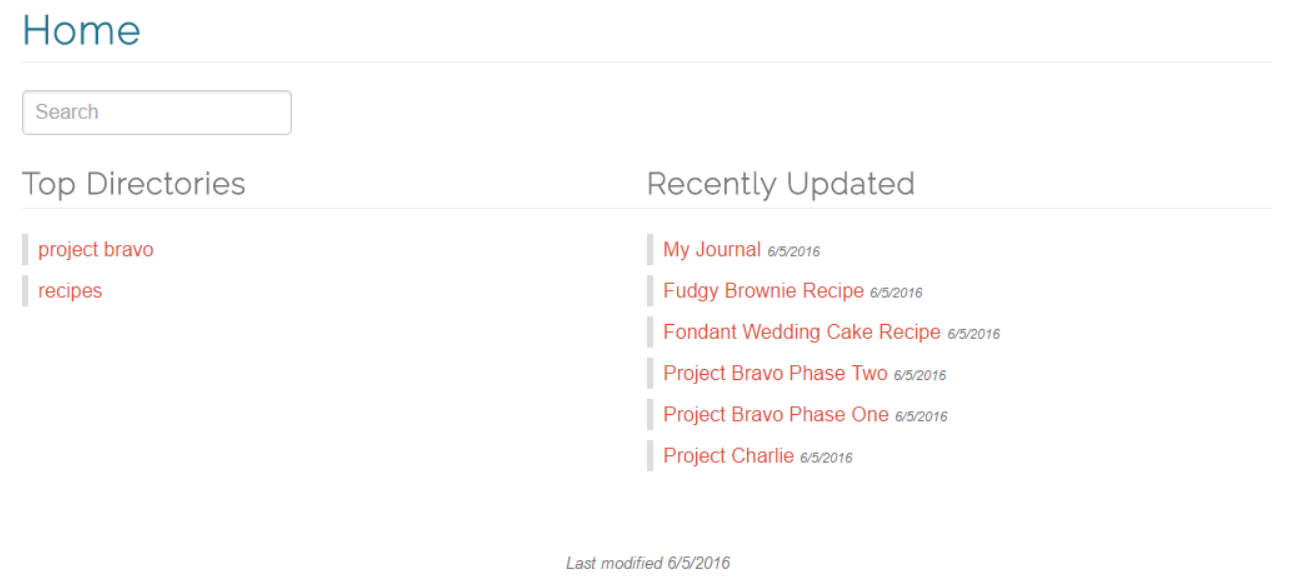 Home
Search
Top Directories
project bravo
recipes
Recently Updated
My Journal 6/5/2016
Fudgy Brownie Recipe 6/5/2016
Fondant Wedding Cake Recipe 6/5/2016
Project Bravo Phase Two 6/5/2016
Project Bravo Phase One 6/5/2016
Project Charlie 6/5/2016
Last modified 6/5/2016